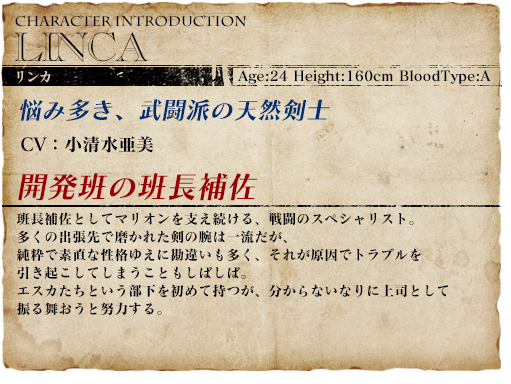 CHARACTER INTRODUCTION
LINCA
リンカ
Age:24 Height:160cm BloodType:A
悩み多き、武闘派の天然剣士
CV：小清水亜美
開発班の班長補佐
班長補佐としてマリオンを支え続ける、戦闘のスペシャリスト。
多くの出張先で磨かれた剣の腕は一流だが、
純粋で素直な性格ゆえに勘違いも多く、それが原因でトラブルを
引き起こしてしまうこともしばしば。
エスカたちという部下を初めて持つが、分からないなりに上司として
振る舞おうと努力する。